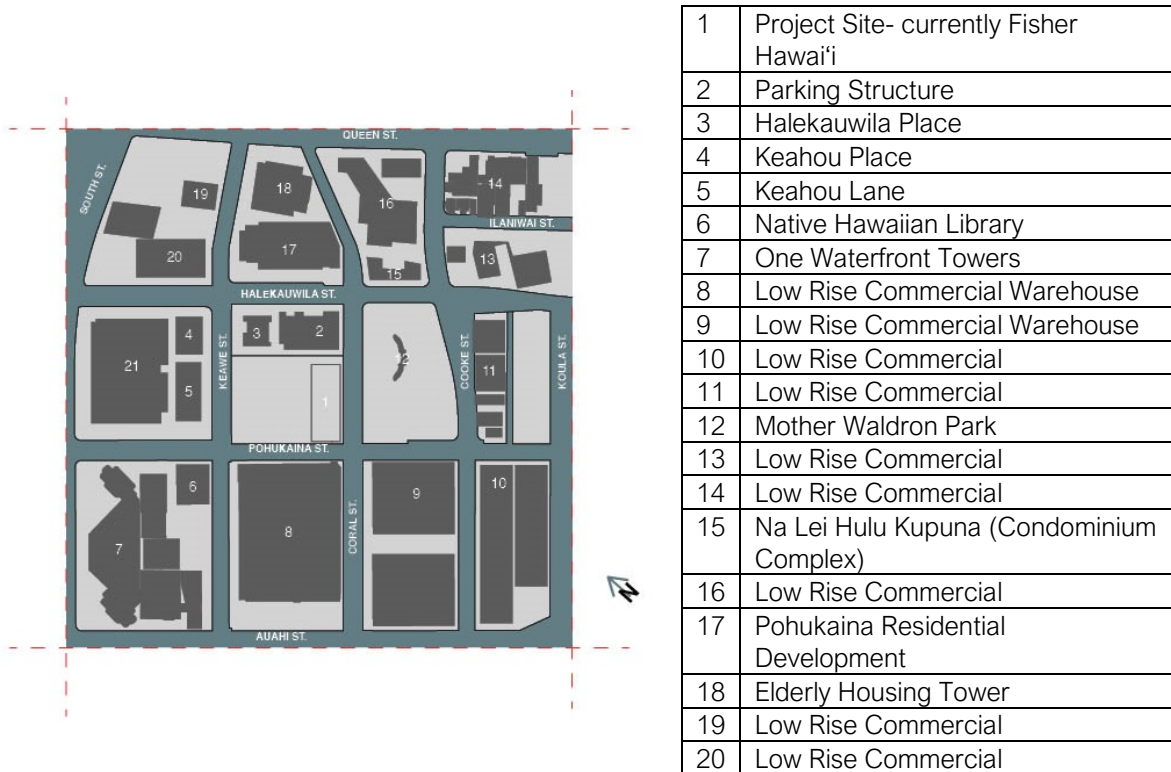 QUEEN ST.
SOUTH ST.
19
18
16
14
ILANIWAI ST.
20
17
15
13
HALEKAUWILA ST.
4
3
2
12
21
KEAWE ST.
COOKE ST.
11
KOULA ST.
5
1
POHUKAINA ST.
6
9
10
7
8
CORAL ST.
AUAHI ST.
N
1 Project Site- currently Fisher
Hawai‘i
2 Parking Structure
3 Halekauwila Place
4 Keahou Place
5 Keahou Lane
6 Native Hawaiian Library
7 One Waterfront Towers
8 Low Rise Commercial Warehouse
9 Low Rise Commercial Warehouse
10 Low Rise Commercial
11 Low Rise Commercial
12 Mother Waldron Park
13 Low Rise Commercial
14 Low Rise Commercial
15 Na Lei Hulu Kupuna (Condominium
Complex)
16 Low Rise Commercial
17 Pohukaina Residential
Development
18 Elderly Housing Tower
19 Low Rise Commercial
20 Low Rise Commercial